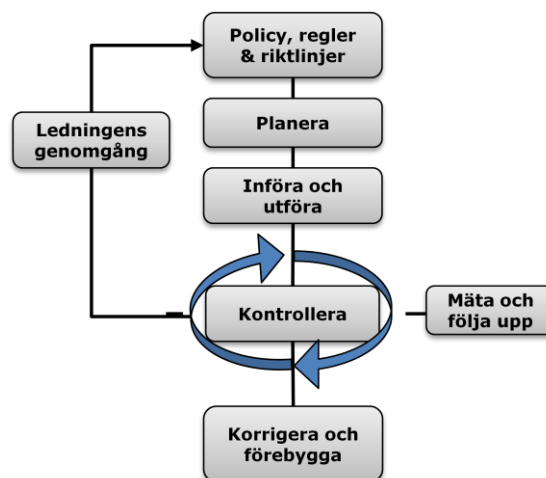 Policy, regler
& riktlinjer
Ledningens
genomgång
Planera
Införa och
utföra
Kontrollera
Mäta och
följa upp
Korrigera och
förebygga